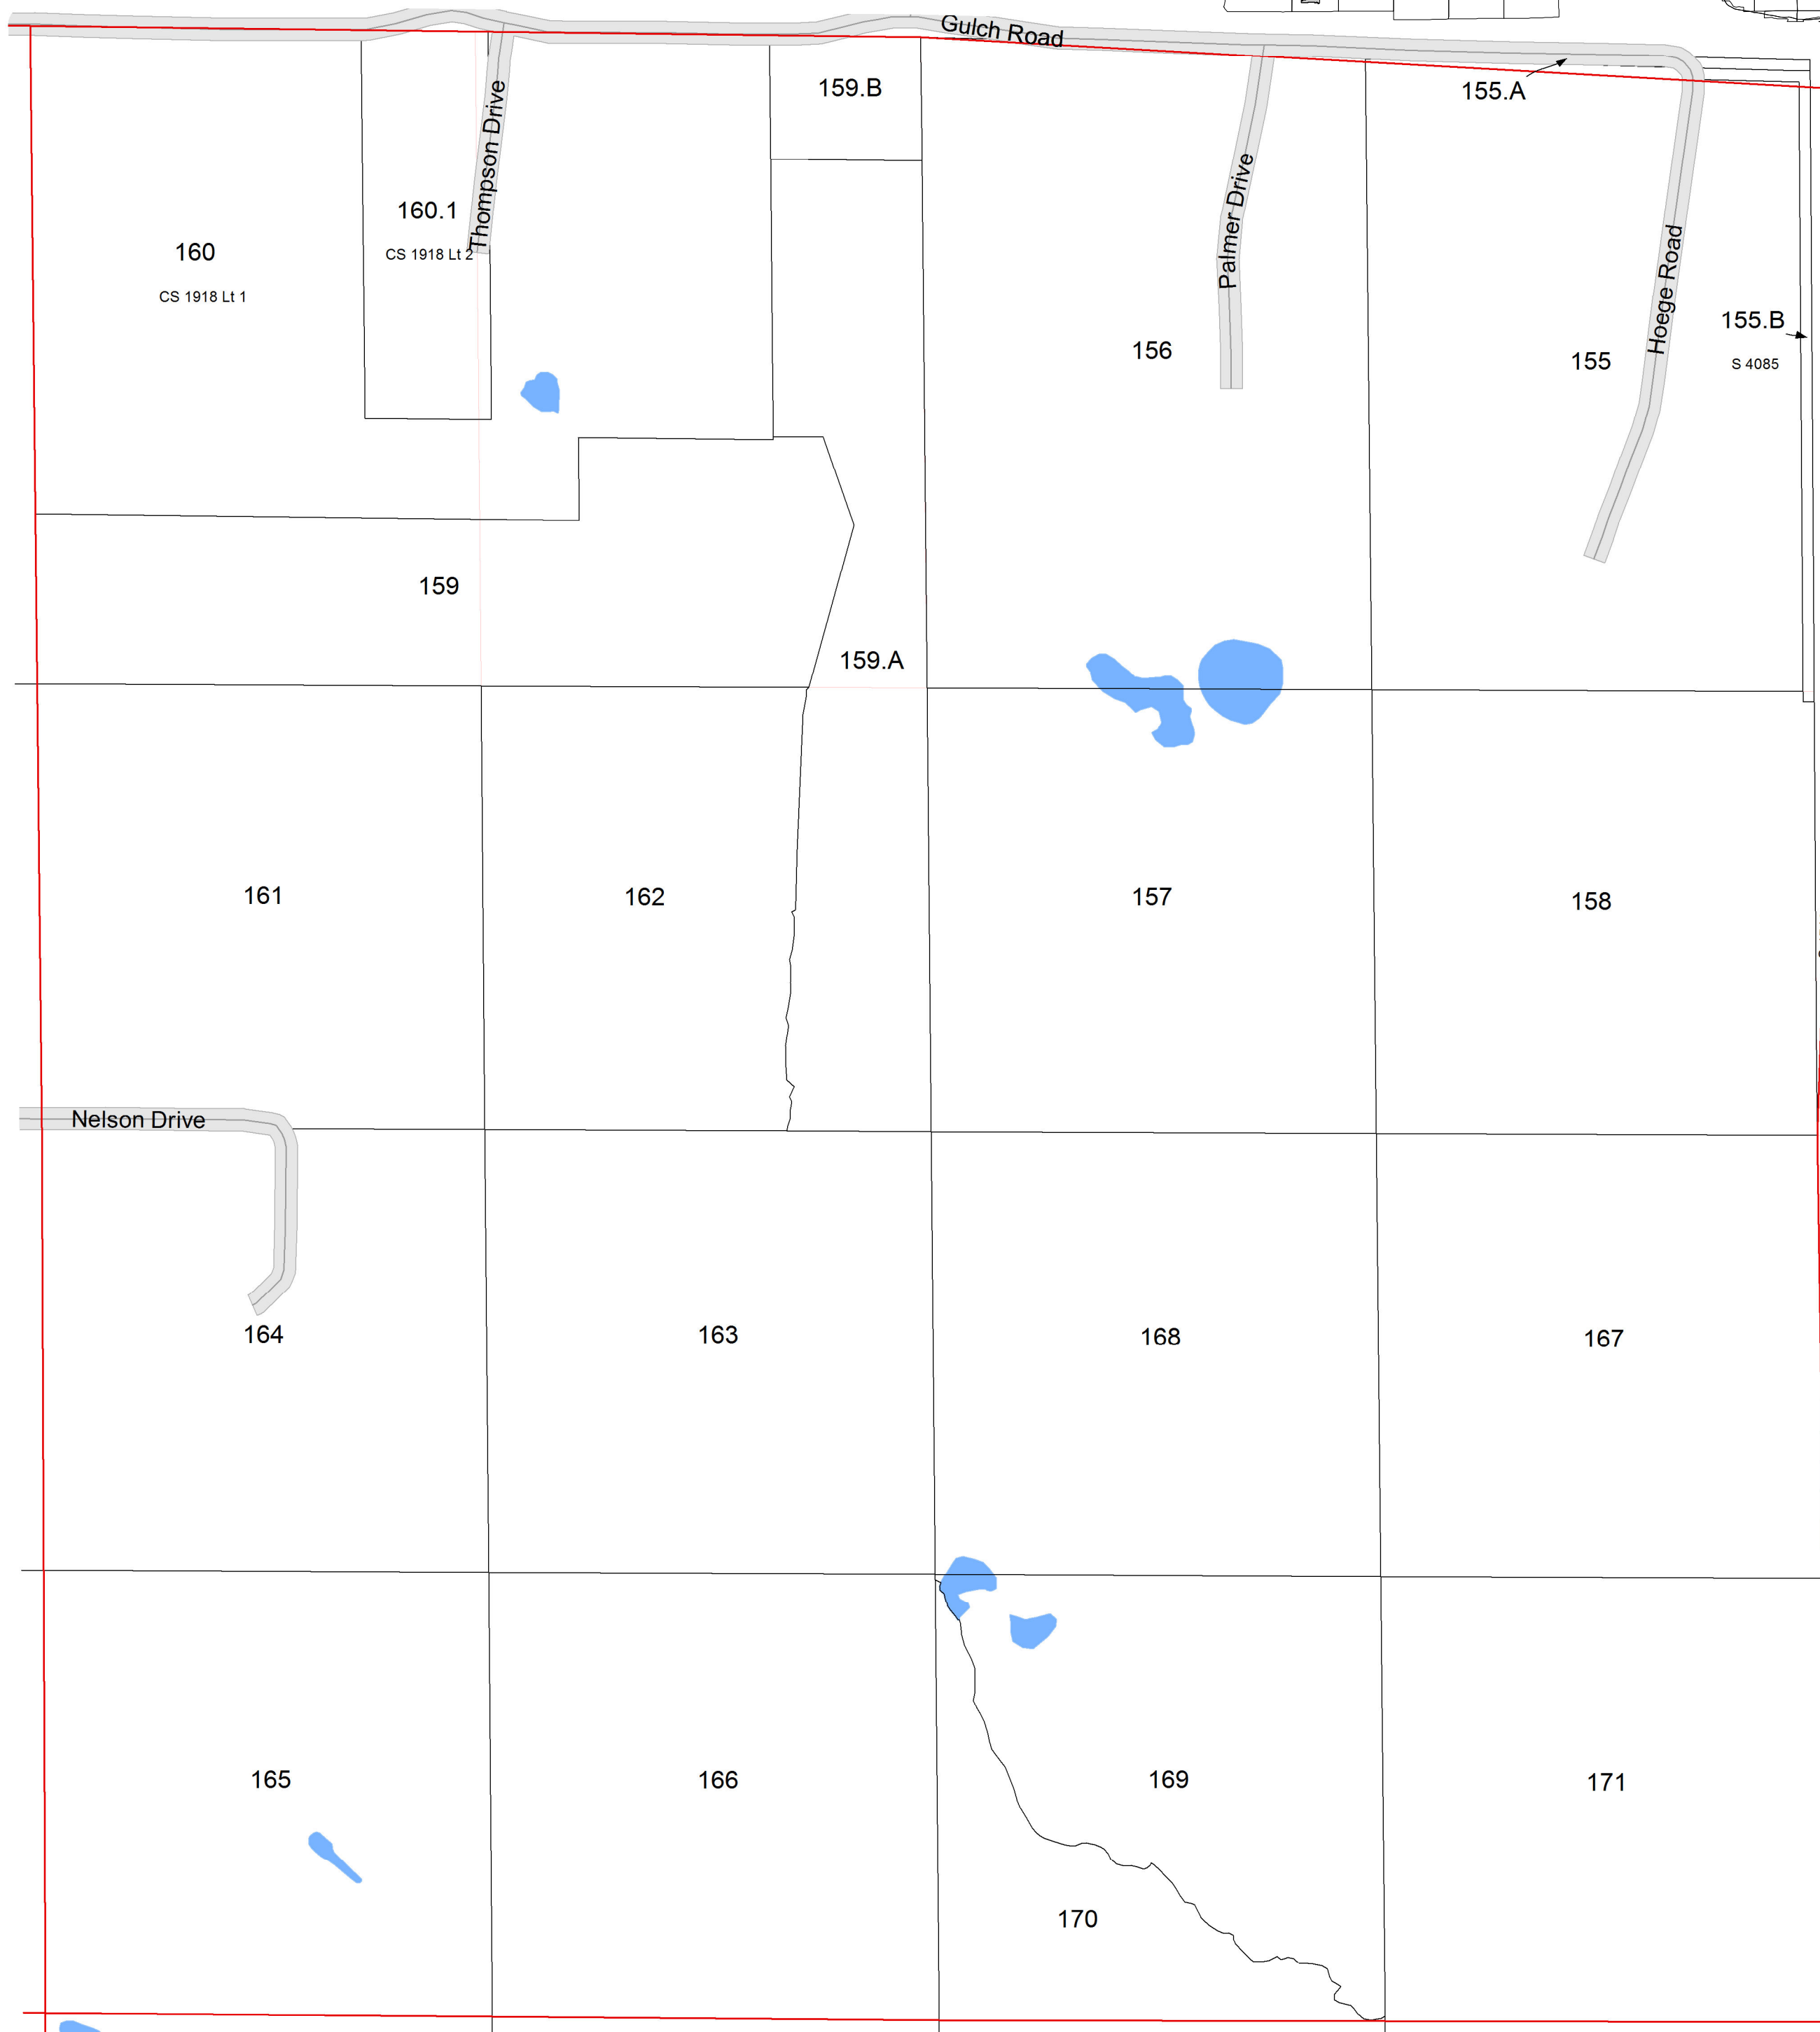 Gulch Road
159.B
155.A
Thompson Drive
Palmer Drive
160.1
CS 1918 Lt 2
160
CS 1918 Lt 1
Hoege Road
155.B
S 4085
156
155
159
159.A
161
162
157
158
Nelson Drive
164
163
168
167
165
166
169
171
170